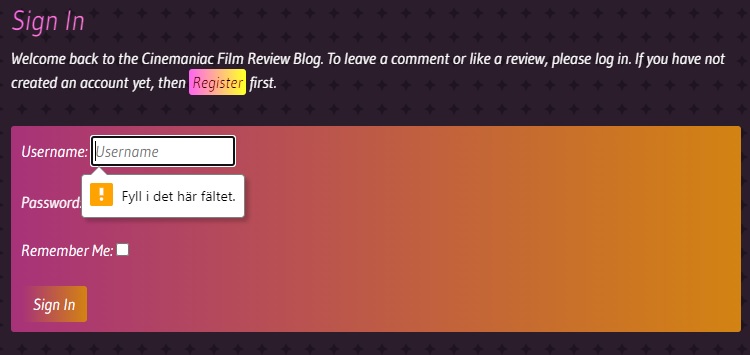 Sign In
Welcome back to the Cinemaniac Film Review Blog. To leave a comment or like a review, please log in. If you have not
created an account yet, then Register first.
Username: Username
Fyll i det här fältet.
Password:
Remember Me:
Sign In